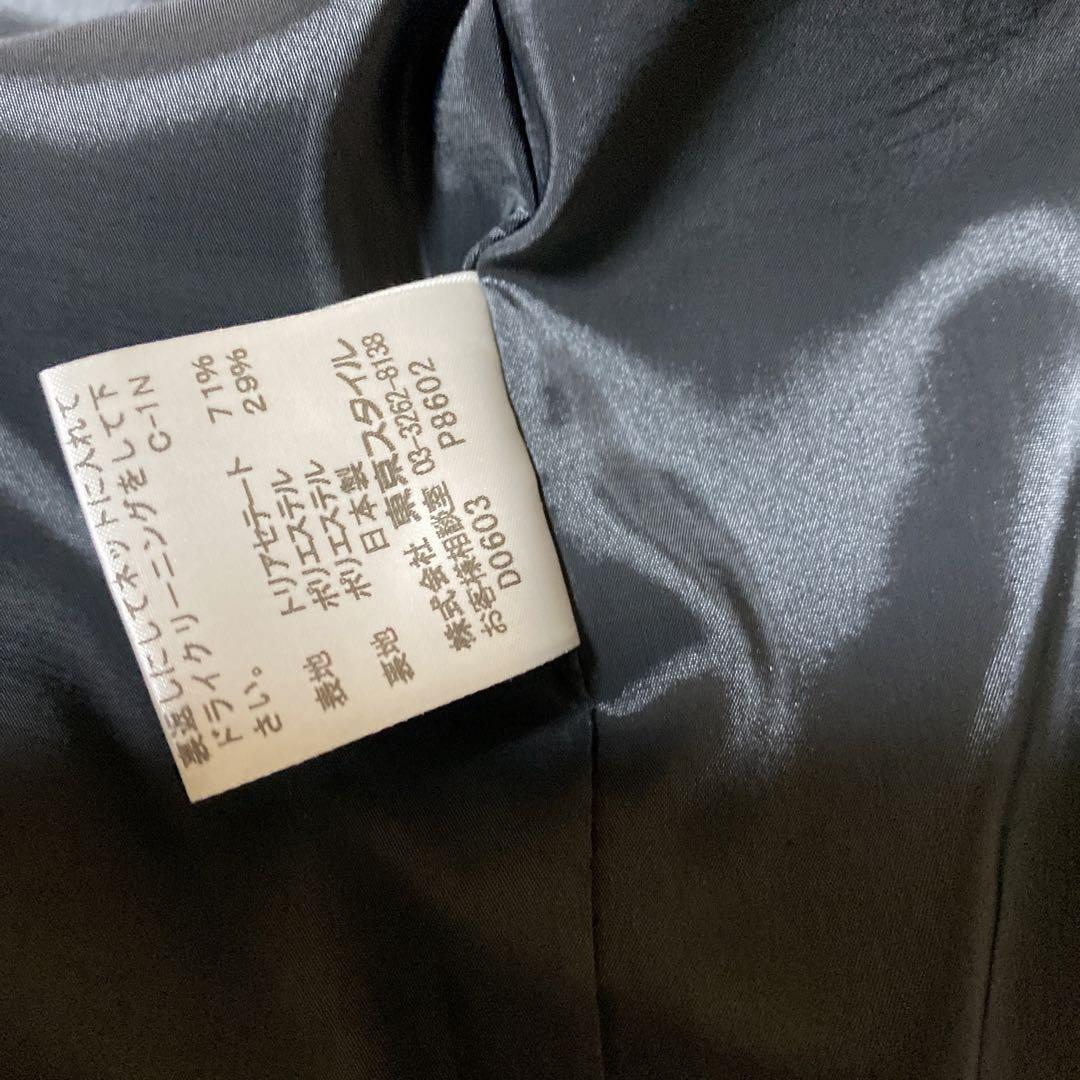 裏返しにしてネットに入れて
ドライクリーニングをして下
さい。 C-1N
表地 トリアセテート 71%
ポリエステル 29%
裏地 ポリエステル
日本製
株式会社 東京スタイル
お客様相談室 03-3262-8138
D0603 P8602